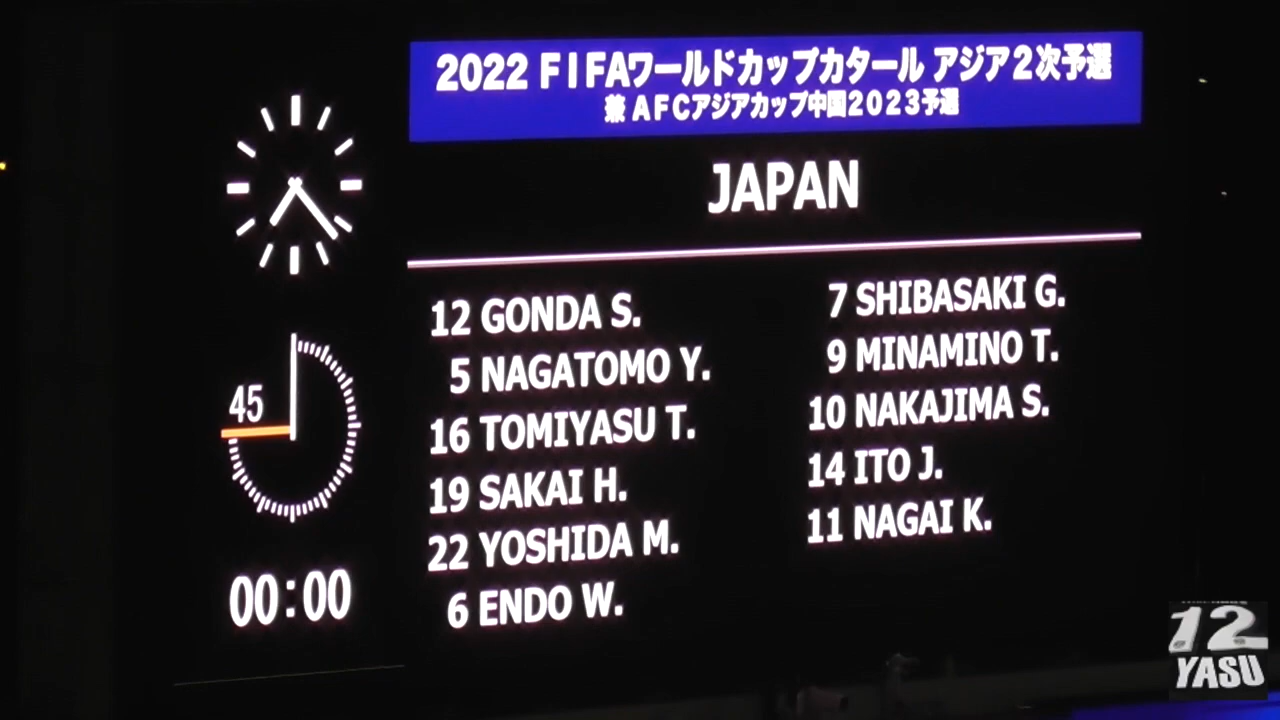 2022 FIFAワールドカップカタール アジア2次予選
兼 AFCアジアカップ中国2023予選
JAPAN
12 GONDA S.
5 NAGATOMO Y.
16 TOMIYASU T.
19 SAKAI H.
22 YOSHIDA M.
6 ENDO W.
7 SHIBASAKI G.
9 MINAMINO T.
10 NAKAJIMA S.
14 ITO J.
11 NAGAI K.
45
00:00
12
YASU